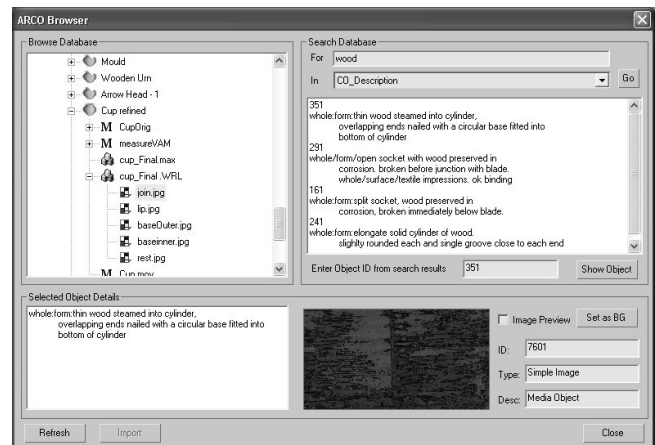 ARCO Browser
Browse Database
Mould
Wooden Urn
Arrow Head - 1
Cup refined
M CupOrig
M measureVAM
cup_Final.max
cup_Final .WRL
join.jpg
lip.jpg
baseOuter.jpg
baseinner.jpg
rest.jpg
M Cup.mov
Search Database
For wood
In CO_Description
Go
351
whole:form:thin wood steamed into cylinder,
overlapping ends nailed with a circular base fitted into
bottom of cylinder
291
whole/form/open socket with wood preserved in
corrosion. broken before junction with blade.
whole/surface/textile impressions. ok binding
161
whole:form:split socket, wood preserved in
corrosion, broken immediately below blade.
241
whole:form:elongate solid cylinder of wood.
slighlty rounded each and single groove close to each end
Enter Object ID from search results 351 Show Object
Selected Object Details
whole:form:thin wood steamed into cylinder,
overlapping ends nailed with a circular base fitted into
bottom of cylinder
Image Preview Set as BG
ID: 7601
Type: Simple Image
Desc: Media Object
Refresh Import Close